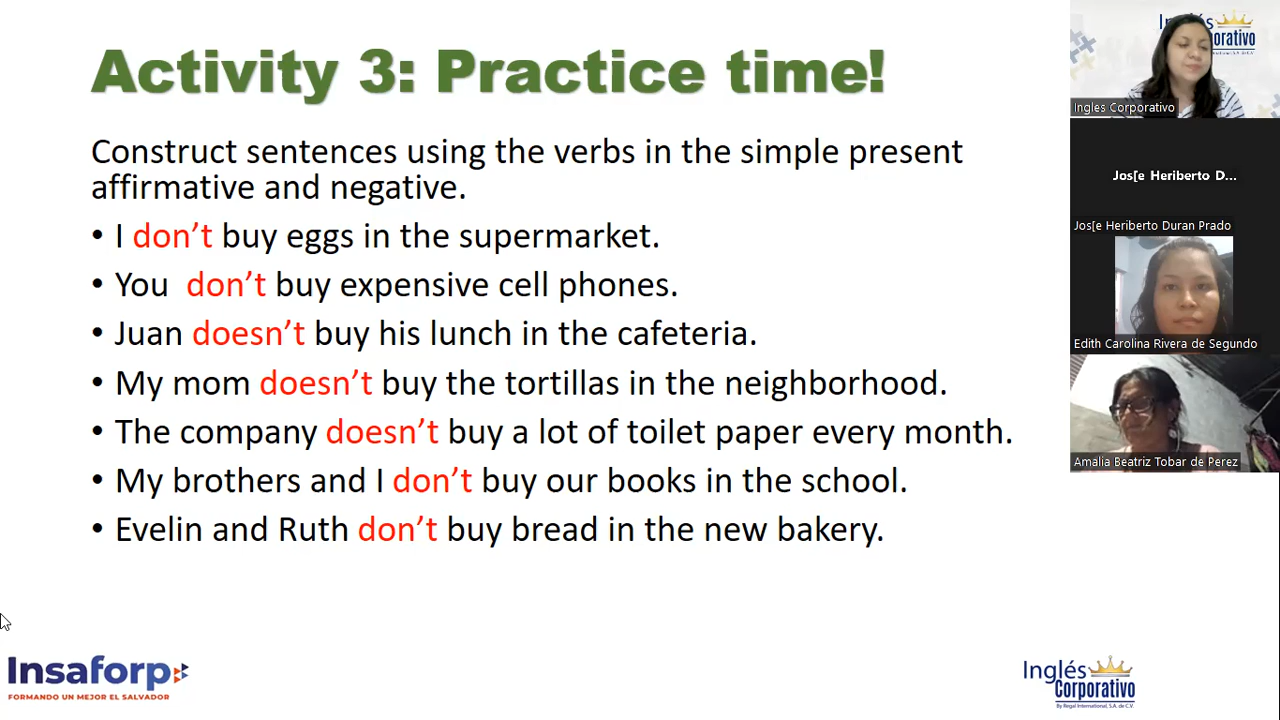 Activity 3: Practice time!
Construct sentences using the verbs in the simple present
affirmative and negative.
• I don’t buy eggs in the supermarket.
• You don’t buy expensive cell phones.
• Juan doesn’t buy his lunch in the cafeteria.
• My mom doesn’t buy the tortillas in the neighborhood.
• The company doesn’t buy a lot of toilet paper every month.
• My brothers and I don’t buy our books in the school.
• Evelin and Ruth don’t buy bread in the new bakery.
Insaforp
FORMANDO UN MEJOR EL SALVADOR
Inglés
Corporativo
By Regal International, S.A. de C.V.
Ingles Corporativo
Jos[e Heriberto D...
Jos[e Heriberto Duran Prado
Edith Carolina Rivera de Segundo
Amalia Beatriz Tobar de Perez